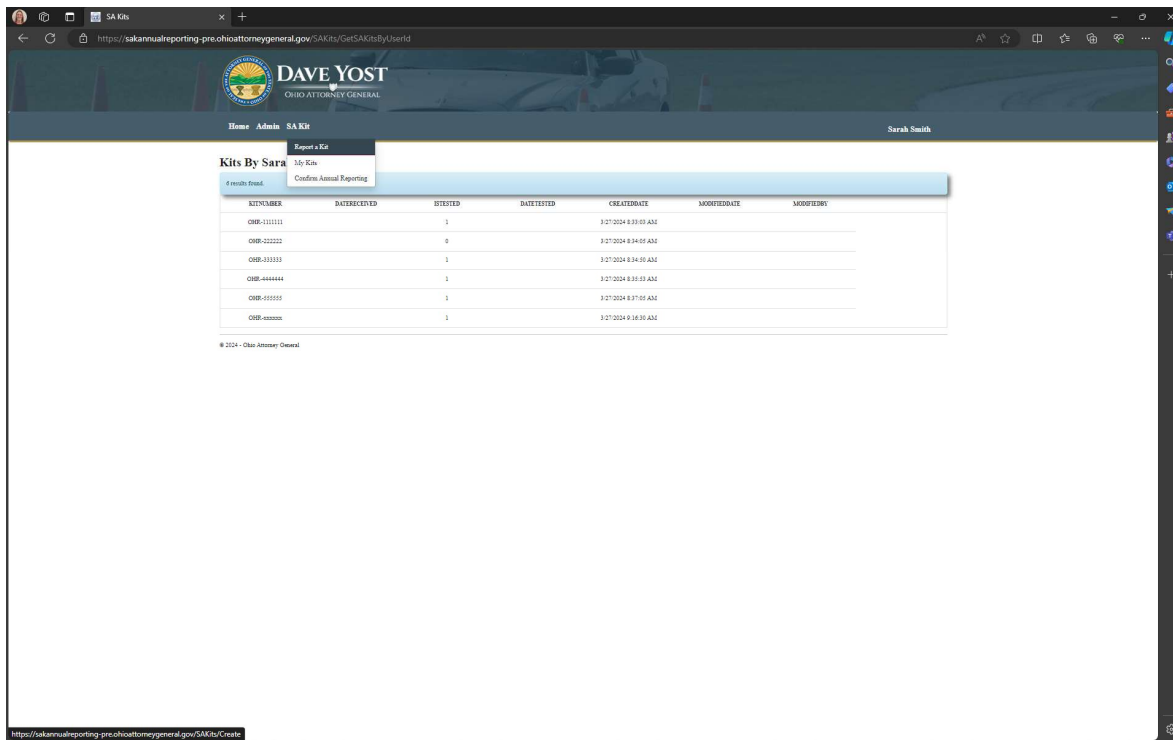 SA Kits
https://sakannualreporting-pre.ohioattorneygeneral.gov/SAKits/GetSAKitsByUserId
DAVE YOST
OHIO ATTORNEY GENERAL
Home Admin SA Kit Sarah Smith
Report a Kit
My Kits
Confirm Annual Reporting
Kits By Sara
6 results found.
KITNUMBER DATERECEIVED ISTESTED DATETESTED CREATEDDATE MODIFIEDDATE MODIFIEDBY
OHR-1111111 1 3/27/2024 8:33:03 AM
OHR-222222 0 3/27/2024 8:34:05 AM
OHR-333333 1 3/27/2024 8:34:50 AM
OHR-4444444 1 3/27/2024 8:35:53 AM
OHR-555555 1 3/27/2024 8:37:05 AM
OHR-xxxxxx 1 3/27/2024 9:16:30 AM
© 2024 - Ohio Attorney General
https://sakannualreporting-pre.ohioattorneygeneral.gov/SAKits/Create